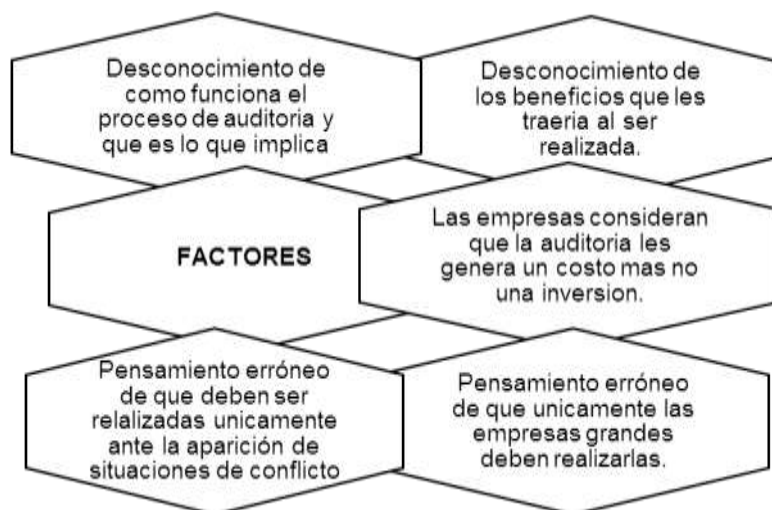 Desconocimiento de
como funciona el
proceso de auditoria y
que es lo que implica
Desconocimiento de
los beneficios que les
traeria al ser
realizada.
FACTORES
Las empresas consideran
que la auditoria les
genera un costo mas no
una inversion.
Pensamiento erróneo
de que deben ser
relalizadas unicamente
ante la aparición de
situaciones de conflicto
Pensamiento erróneo
de que unicamente las
empresas grandes
deben realizarlas.